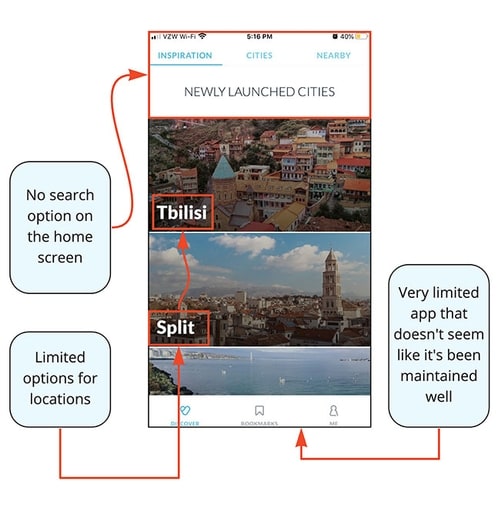 VZW Wi-Fi 5:16 PM 40%
INSPIRATION CITIES NEARBY
NEWLY LAUNCHED CITIES
No search
option on
the home
screen
Tbilisi
Split
Limited
options for
locations
Very limited
app that
doesn't seem
like it's been
maintained
well
DISCOVER BOOKMARKS ME